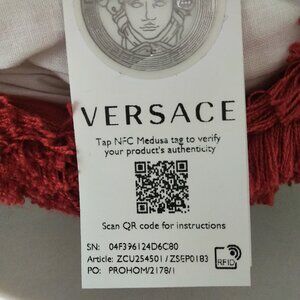 VERSACE
Tap NFC Medusa tag to verify
your product's authenticity
Scan QR code for instructions
SN: 04F396124D6C80
Article: ZCU254501/ZSEP0183
PO: PROHOM/2178/1
RFID